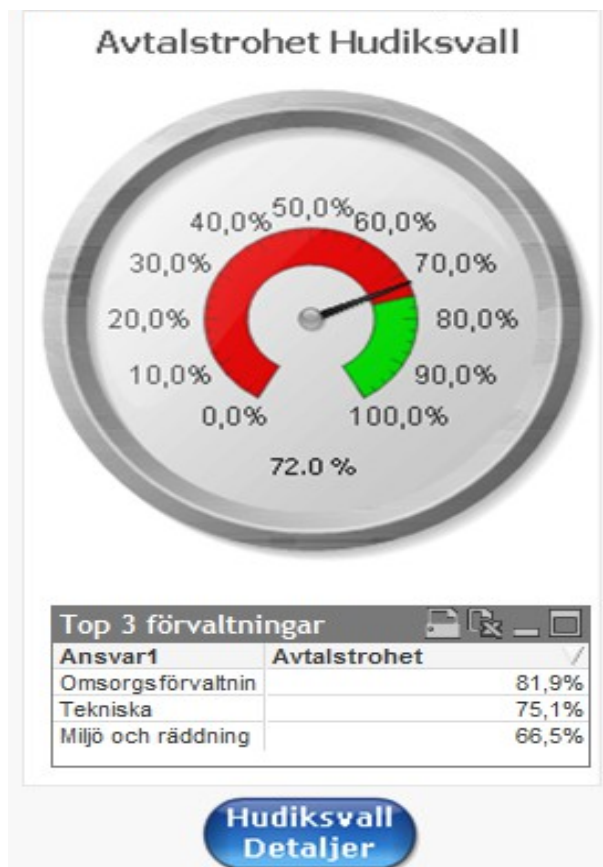 Avtalstrohet Hudiksvall
50,0%
40,0%
60,0%
30,0%
70,0%
20,0%
80,0%
10,0%
90,0%
0,0%
100,0%
72.0 %
Top 3 förvaltningar
Ansvar1 Avtalstrohet
Omsorgsförvaltnin 81,9%
Tekniska 75,1%
Miljö och räddning 66,5%
Hudiksvall
Detaljer